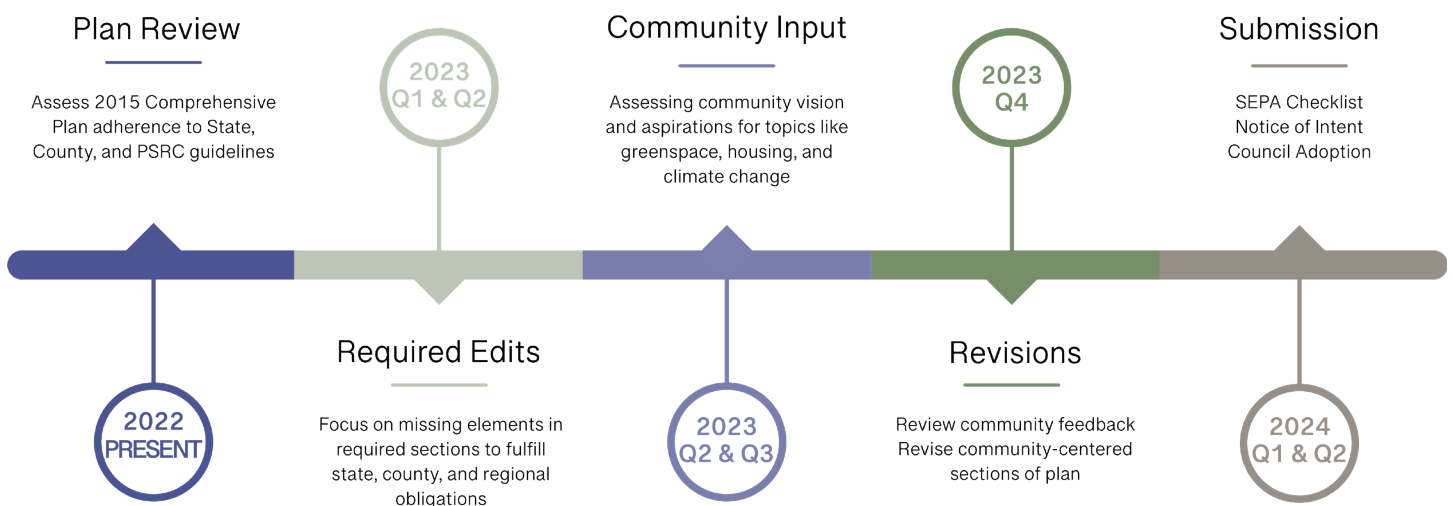 Plan Review
Assess 2015 Comprehensive
Plan adherence to State,
County, and PSRC guidelines
2022
PRESENT
2023
Q1 & Q2
Required Edits
Focus on missing elements in
required sections to fulfill
state, county, and regional
obligations
Community Input
Assessing community vision
and aspirations for topics like
greenspace, housing, and
climate change
2023
Q2 & Q3
2023
Q4
Revisions
Review community feedback
Revise community-centered
sections of plan
Submission
SEPA Checklist
Notice of Intent
Council Adoption
2024
Q1 & Q2